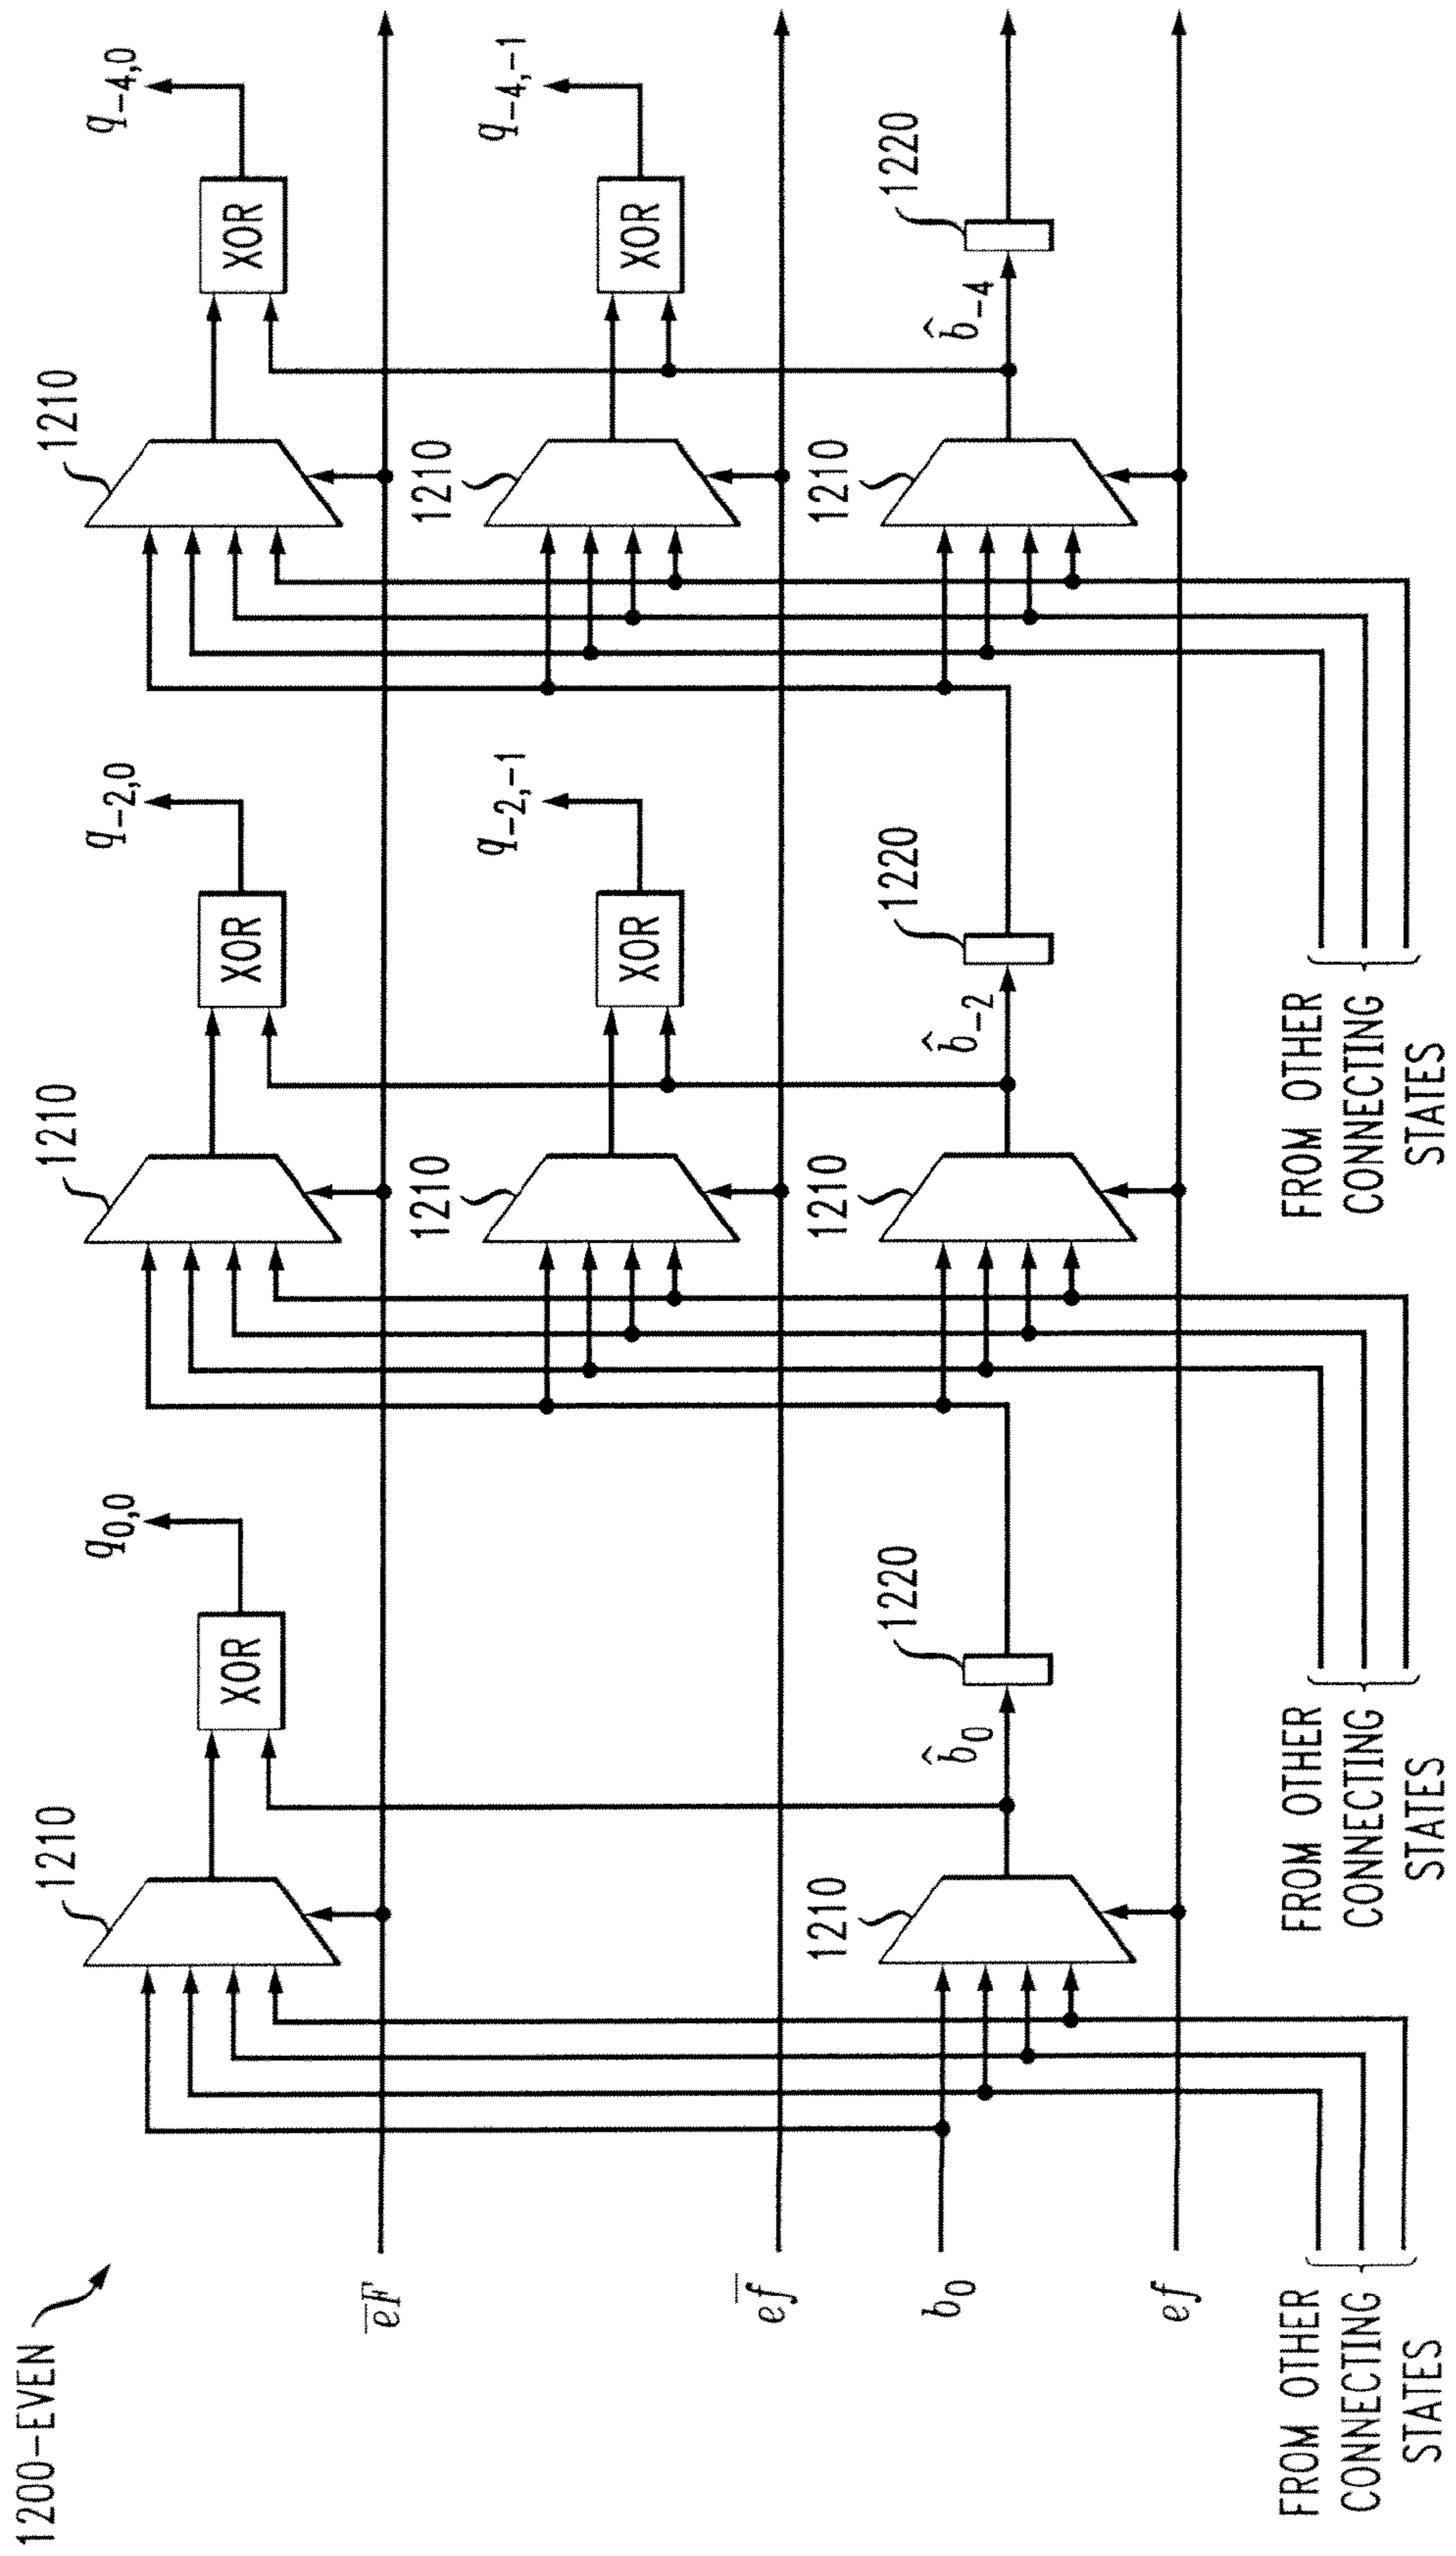 1200-EVEN
1210
XOR
q0,0
1210
XOR
q−2,0
1210
XOR
q−4,0
e̅F
1210
XOR
q−2,−1
1210
XOR
q−4,−1
ef̅
1210
b̂0
1220
1210
b̂−2
1220
1210
b̂−4
1220
b0
ef
FROM OTHER
CONNECTING
STATES
FROM OTHER
CONNECTING
STATES
FROM OTHER
CONNECTING
STATES